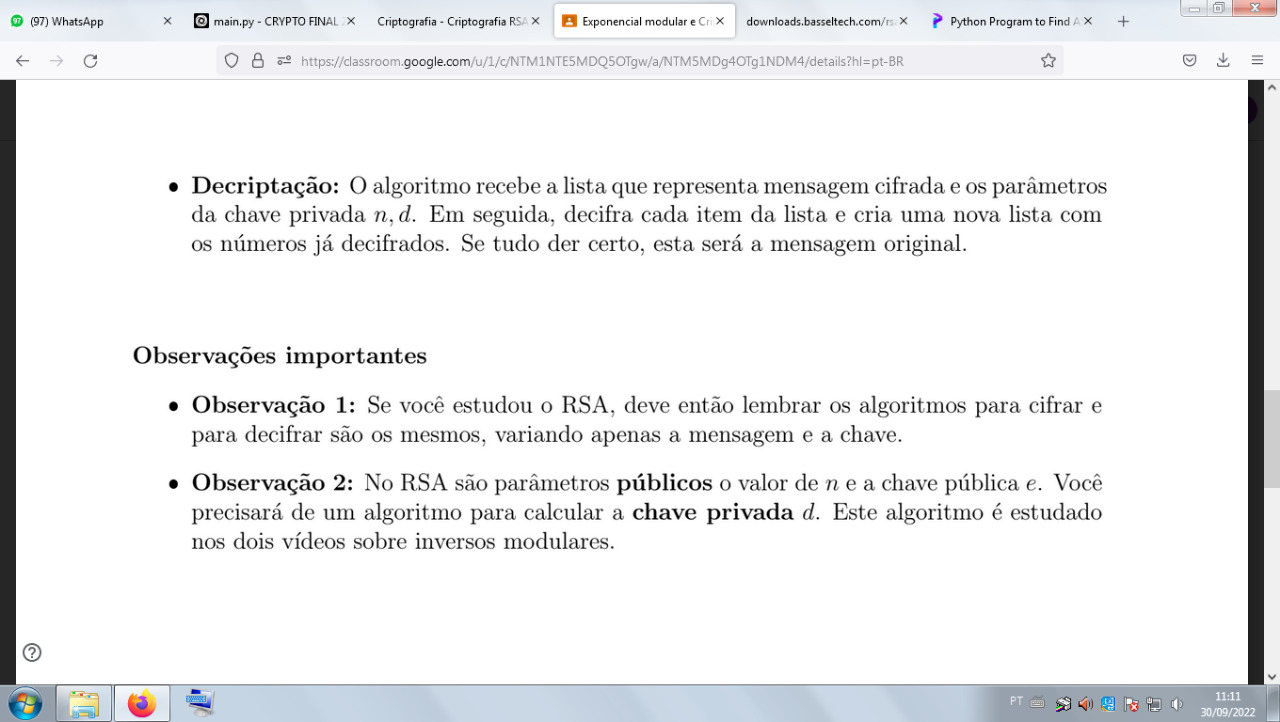 (97) WhatsApp
main.py - CRYPTO FINAL
Criptografia - Criptografia RSA
Exponencial modular e Cri
downloads.basseltech.com/rs
Python Program to Find A
https://classroom.google.com/u/1/c/NTM1NTE5MDQ5OTgw/a/NTM5MDg4OTg1NDM4/details?hl=pt-BR
• Decriptação: O algoritmo recebe a lista que representa mensagem cifrada e os parâmetros
da chave privada n, d. Em seguida, decifra cada item da lista e cria uma nova lista com
os números já decifrados. Se tudo der certo, esta será a mensagem original.
Observações importantes
• Observação 1: Se você estudou o RSA, deve então lembrar os algoritmos para cifrar e
para decifrar são os mesmos, variando apenas a mensagem e a chave.
• Observação 2: No RSA são parâmetros públicos o valor de n e a chave pública e. Você
precisará de um algoritmo para calcular a chave privada d. Este algoritmo é estudado
nos dois vídeos sobre inversos modulares.
PT
11:11
30/09/2022